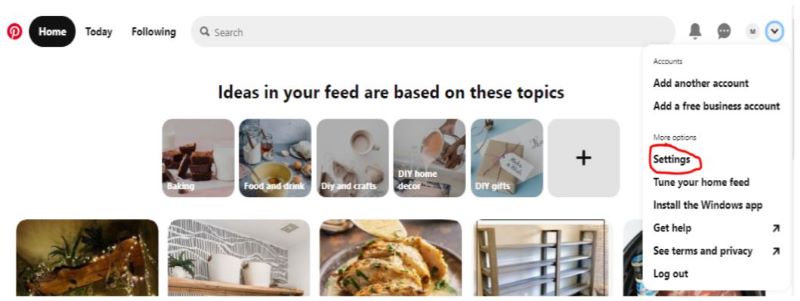 Home
Today
Following
Search
M
Accounts
Add another account
Add a free business account
More options
Settings
Tune your home feed
Install the Windows app
Get help
See terms and privacy
Log out
Ideas in your feed are based on these topics
Baking
Food and drink
Diy and crafts
DIY home
decor
DIY gifts